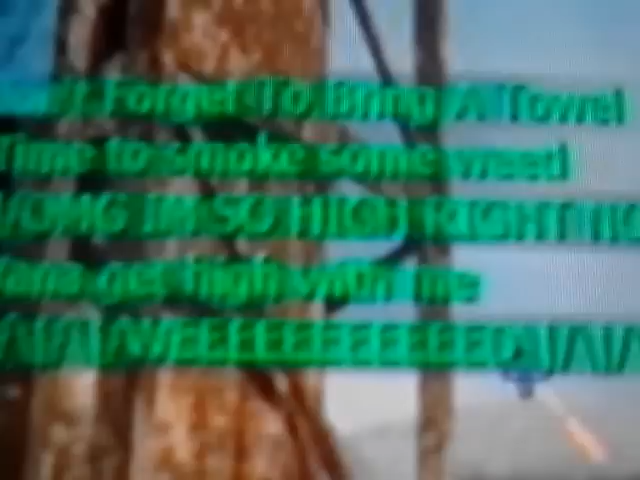 Forget To Bring A Towel
Time to smoke some weed
OMG IM SO HIGH RIGHT
get high with me